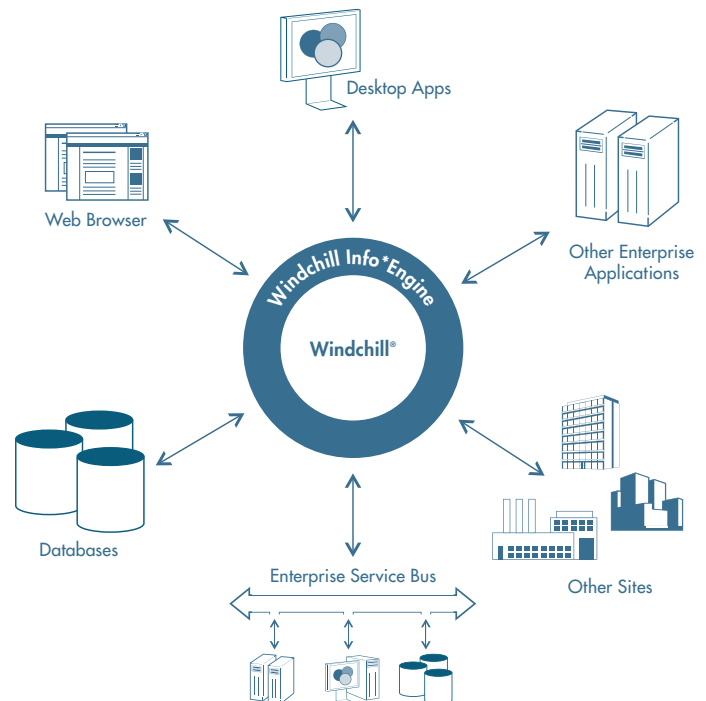 Desktop Apps
Web Browser
Other Enterprise
Applications
Windchill Info*Engine
Windchill®
Databases
Other Sites
Enterprise Service Bus